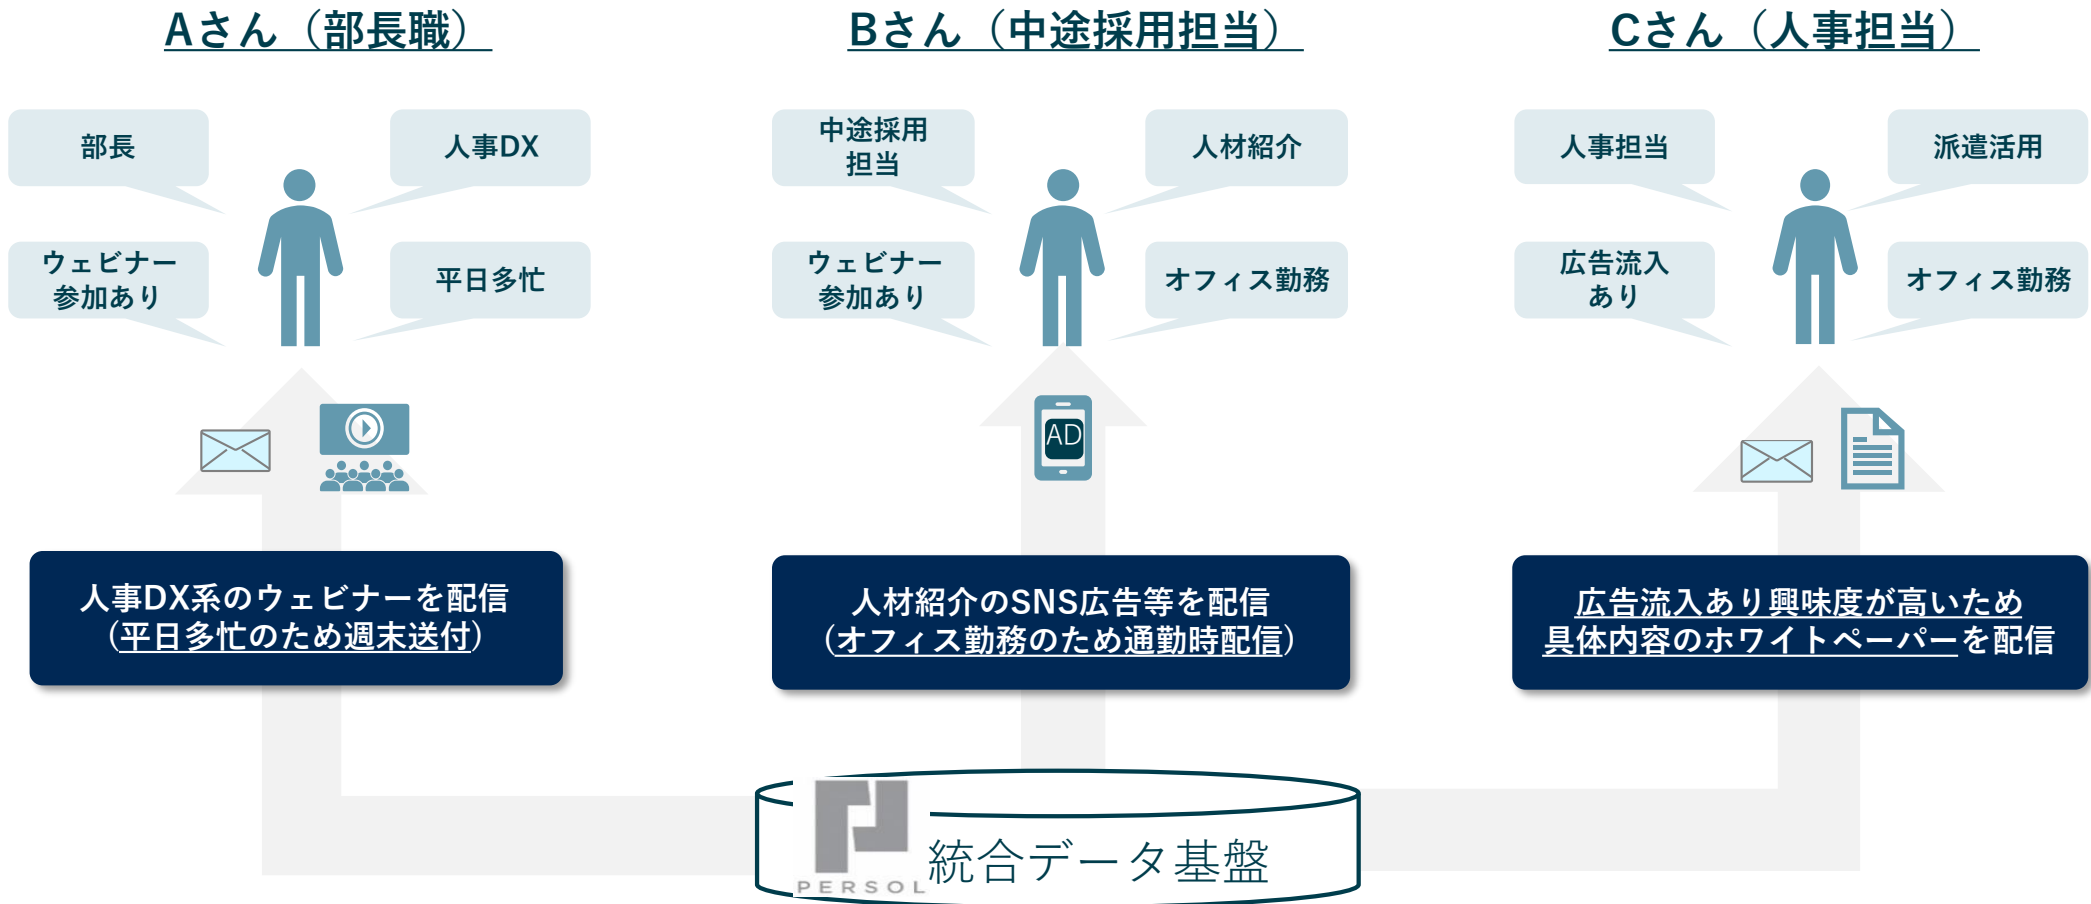 Aさん（部長職）
Bさん（中途採用担当）
Cさん（人事担当）
部長
人事DX
ウェビナー
参加あり
平日多忙
中途採用
担当
人材紹介
ウェビナー
参加あり
オフィス勤務
人事担当
派遣活用
広告流入
あり
オフィス勤務
AD
人事DX系のウェビナーを配信
（平日多忙のため週末送付）
人材紹介のSNS広告等を配信
（オフィス勤務のため通勤時配信）
広告流入あり興味度が高いため
具体内容のホワイトペーパーを配信
PERSOL
統合データ基盤